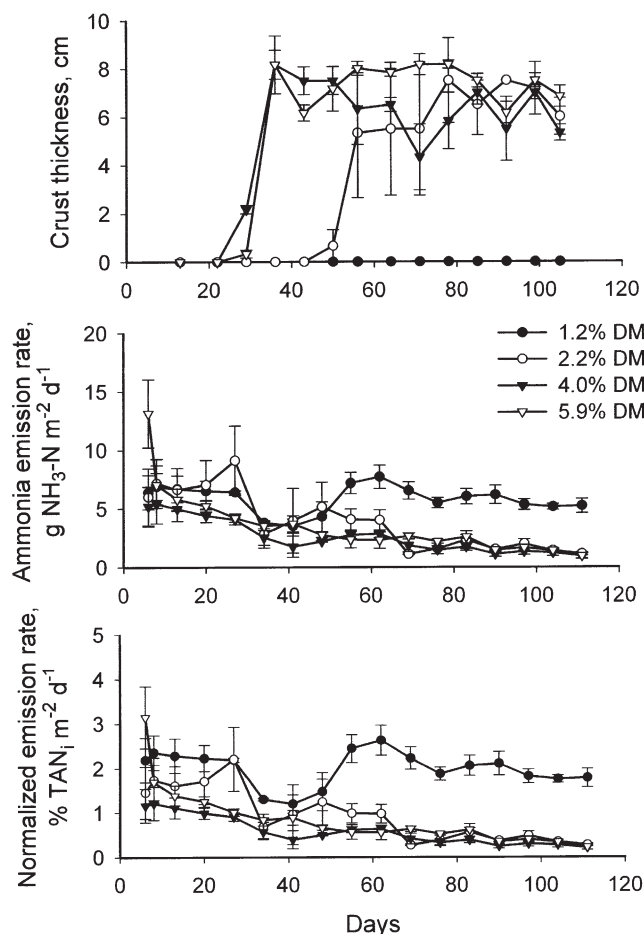 Crust thickness, cm
10
8
6
4
2
0
0 20 40 60 80 100 120
Ammonia emission rate,
g NH₃-N m⁻² d⁻¹
20
15
10
5
0
1.2% DM
2.2% DM
4.0% DM
5.9% DM
0 20 40 60 80 100 120
Normalized emission rate,
% TANᵢ m⁻² d⁻¹
5
4
3
2
1
0
0 20 40 60 80 100 120
Days